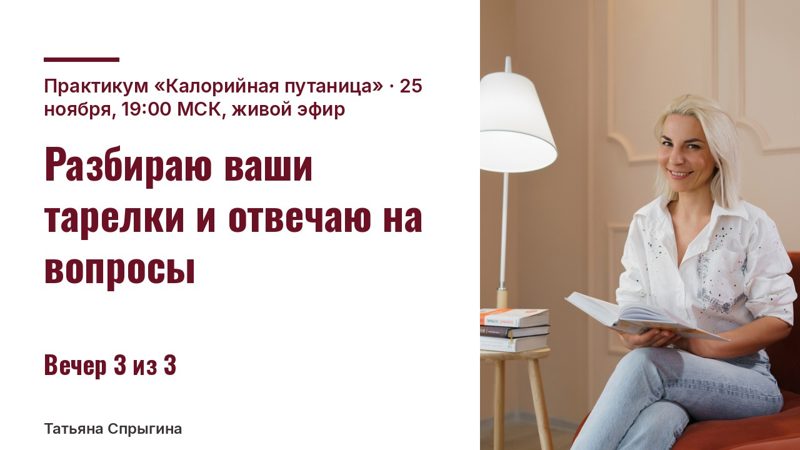 Практикум «Калорийная путаница» · 25
ноября, 19:00 МСК, живой эфир
Разбираю ваши
тарелки и отвечаю на
вопросы
Вечер 3 из 3
Татьяна Спрыгина